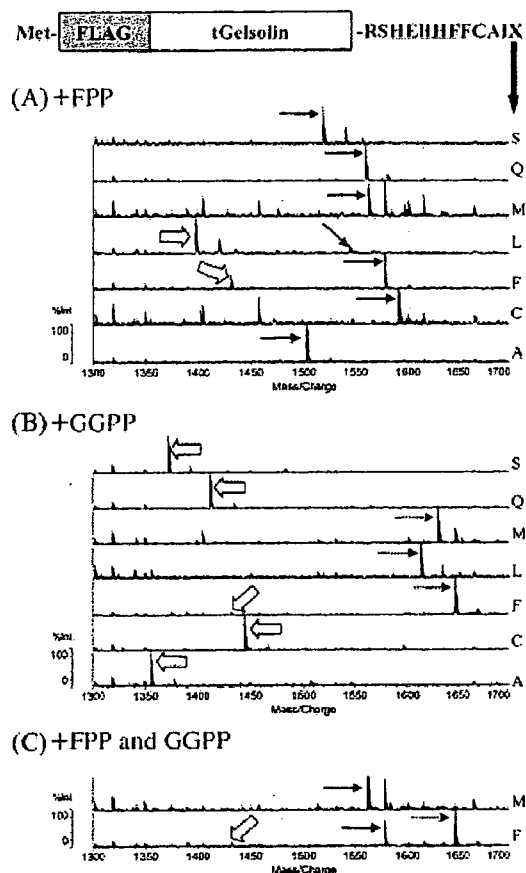 Met- FLAG tGelsolin -RSHEHHFFCAIX
(A) +FPP
S
Q
M
L
F
C
%Int.
100
0
A
1300 1350 1400 1450 1500 1550 1600 1650 1700
Mass/Charge
(B) +GGPP
S
Q
M
L
F
C
%Int.
100
0
A
1300 1350 1400 1450 1500 1550 1600 1650 1700
Mass/Charge
(C) +FPP and GGPP
%Int.
M
100
0
F
1300 1350 1400 1450 1500 1550 1600 1650 1700
Mass/Charge